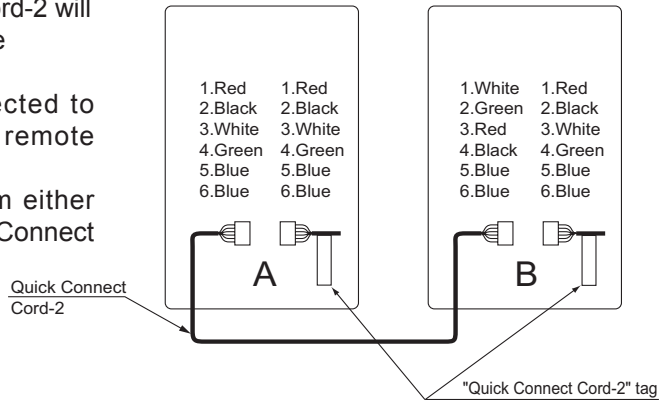 ord-2 will
e
ected to
remote
n either
Connect
1.Red 1.Red
2.Black 2.Black
3.White 3.White
4.Green 4.Green
5.Blue 5.Blue
6.Blue 6.Blue
A
1.White 1.Red
2.Green 2.Black
3.Red 3.White
4.Black 4.Green
5.Blue 5.Blue
6.Blue 6.Blue
B
Quick Connect
Cord-2
"Quick Connect Cord-2" tag